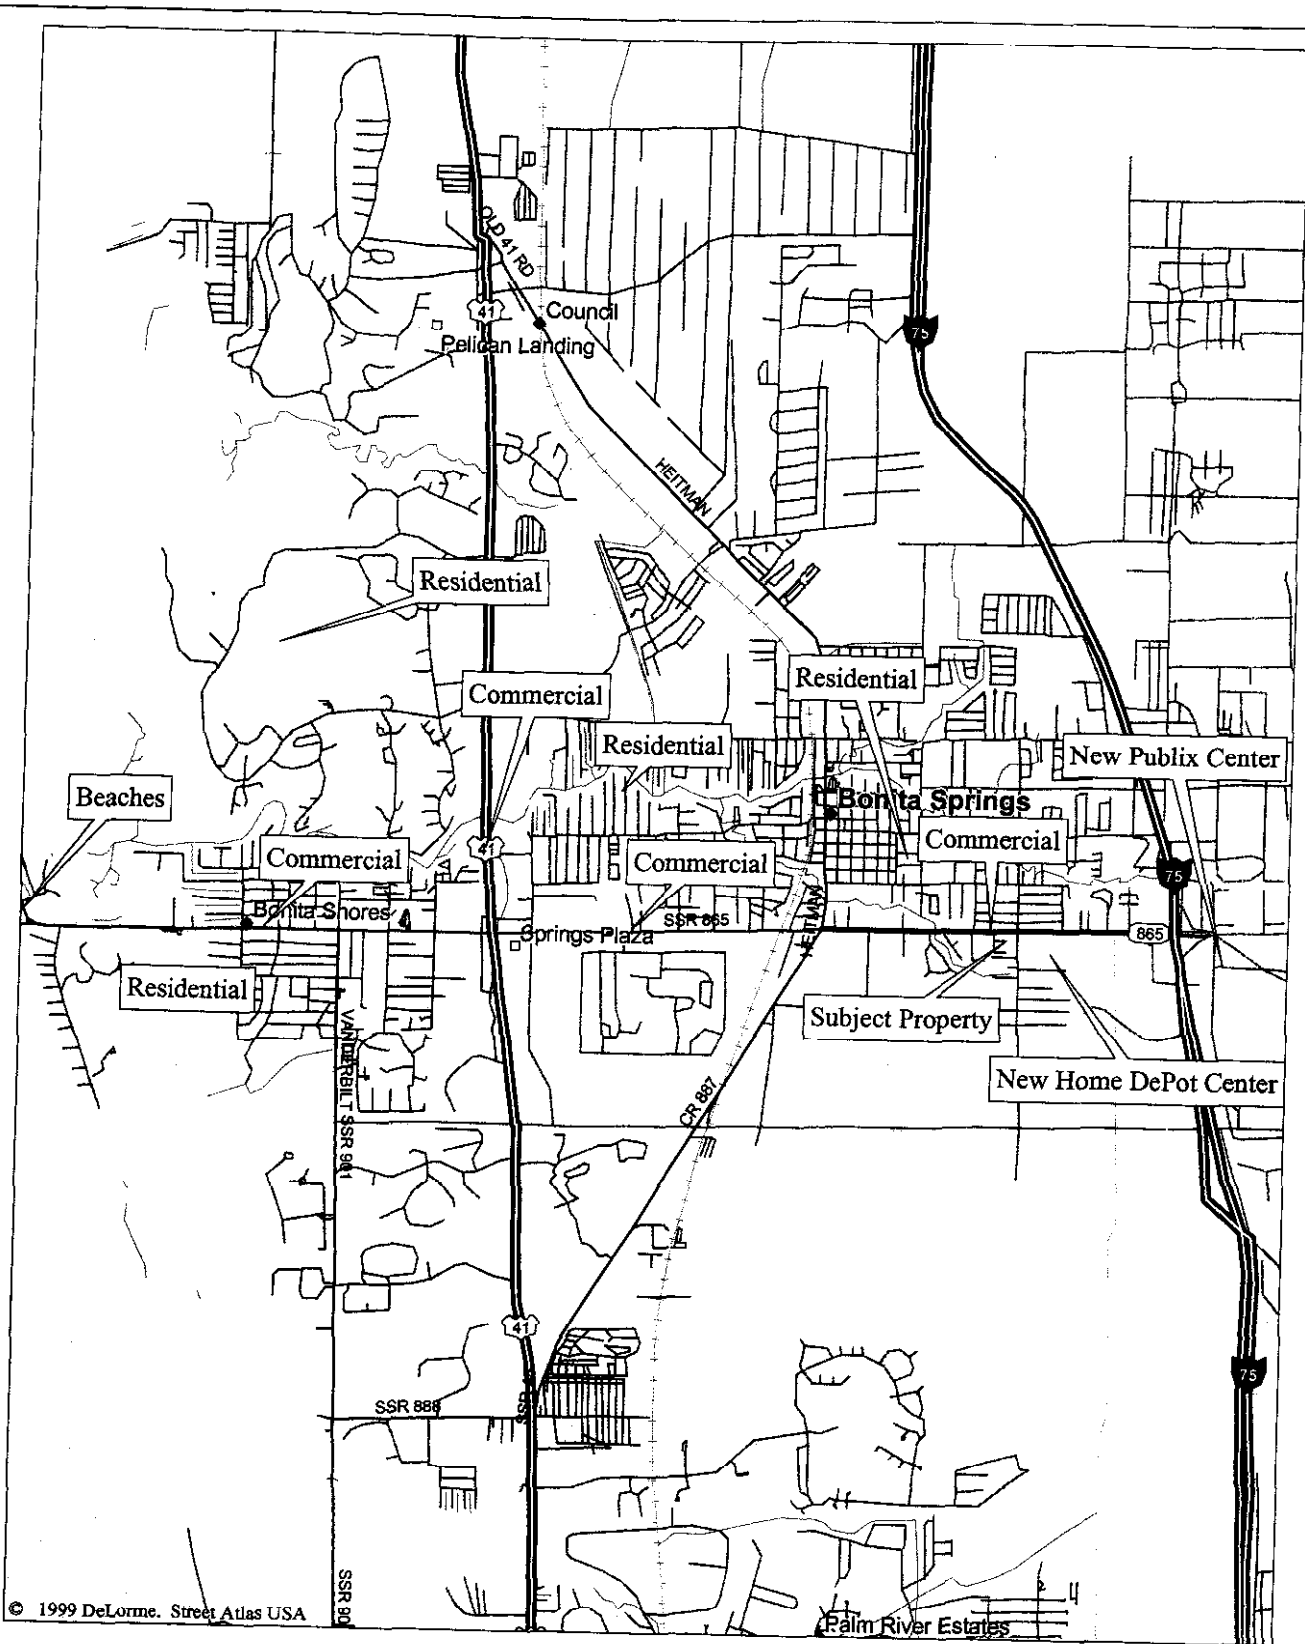 OLD 41 RD
41
Council
Pelican Landing
75
HEITMAN
Residential
Commercial
Residential
Residential
New Publix Center
Beaches
Bonita Springs
Commercial
41
Commercial
Commercial
75
Bonita Shores
SSR 865
HEITMAN
865
Springs Plaza
Residential
Subject Property
VANDERBILT SSR 901
New Home DePot Center
CR 887
41
75
SSR 888
SSR
SSR 90
© 1999 DeLorme. Street Atlas USA
Palm River Estates